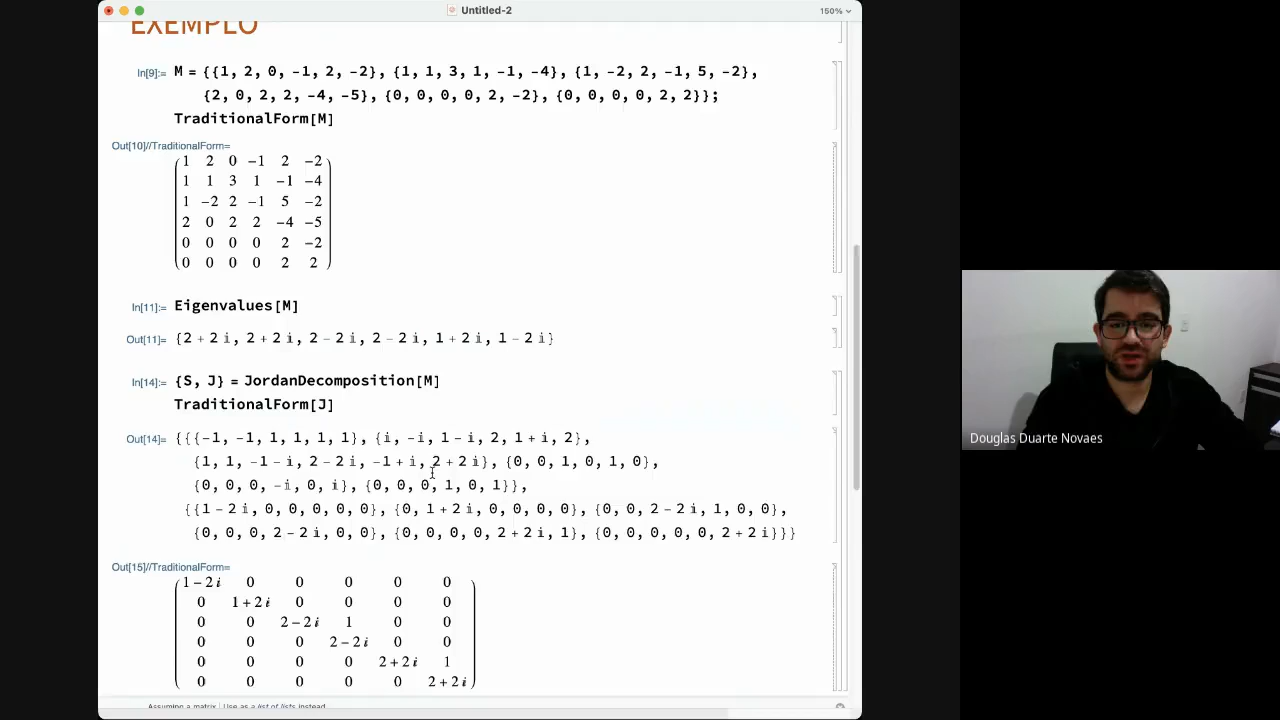 Untitled-2
150%
EXEMPLO
In[9]:= M = {{1, 2, 0, -1, 2, -2}, {1, 1, 3, 1, -1, -4}, {1, -2, 2, -1, 5, -2},
{2, 0, 2, 2, -4, -5}, {0, 0, 0, 0, 2, -2}, {0, 0, 0, 0, 2, 2}};
TraditionalForm[M]
Out[10]//TraditionalForm=
1 2 0 −1 2 −2
1 1 3 1 −1 −4
1 −2 2 −1 5 −2
2 0 2 2 −4 −5
0 0 0 0 2 −2
0 0 0 0 2 2
In[11]:= Eigenvalues[M]
Out[11]= {2 + 2 i, 2 + 2 i, 2 − 2 i, 2 − 2 i, 1 + 2 i, 1 − 2 i}
In[14]:= {S, J} = JordanDecomposition[M]
TraditionalForm[J]
Out[14]= {{{-1, -1, 1, 1, 1, 1}, {i, -i, 1 - i, 2, 1 + i, 2},
{1, 1, -1 - i, 2 - 2 i, -1 + i, 2 + 2 i}, {0, 0, 1, 0, 1, 0},
{0, 0, 0, -i, 0, i}, {0, 0, 0, 1, 0, 1}},
{{1 - 2 i, 0, 0, 0, 0, 0}, {0, 1 + 2 i, 0, 0, 0, 0}, {0, 0, 2 - 2 i, 1, 0, 0},
{0, 0, 0, 2 - 2 i, 0, 0}, {0, 0, 0, 0, 2 + 2 i, 1}, {0, 0, 0, 0, 0, 2 + 2 i}}}
Out[15]//TraditionalForm=
1 − 2 i 0 0 0 0 0
0 1 + 2 i 0 0 0 0
0 0 2 − 2 i 1 0 0
0 0 0 2 − 2 i 0 0
0 0 0 0 2 + 2 i 1
0 0 0 0 0 2 + 2 i
Assuming a matrix | Use as a list of lists instead
Douglas Duarte Novaes